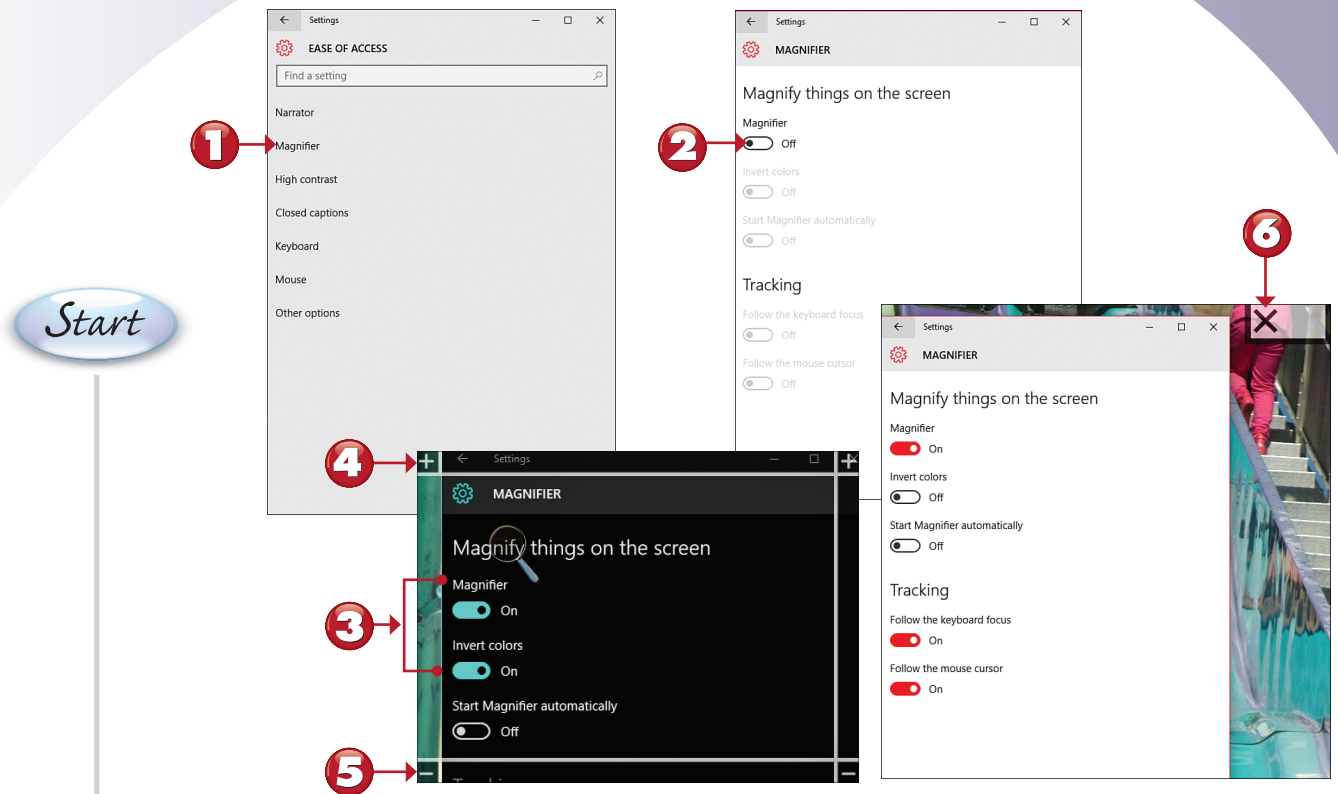 Start
1
Settings
EASE OF ACCESS
Find a setting
Narrator
Magnifier
High contrast
Closed captions
Keyboard
Mouse
Other options
2
Settings
MAGNIFIER
Magnify things on the screen
Magnifier
Off
Invert colors
Off
Start Magnifier automatically
Off
Tracking
Follow the keyboard focus
Off
Follow the mouse cursor
Off
3
4
5
Settings
MAGNIFIER
Magnify things on the screen
Magnifier
On
Invert colors
On
Start Magnifier automatically
Off
6
Settings
MAGNIFIER
Magnify things on the screen
Magnifier
On
Invert colors
Off
Start Magnifier automatically
Off
Tracking
Follow the keyboard focus
On
Follow the mouse cursor
On